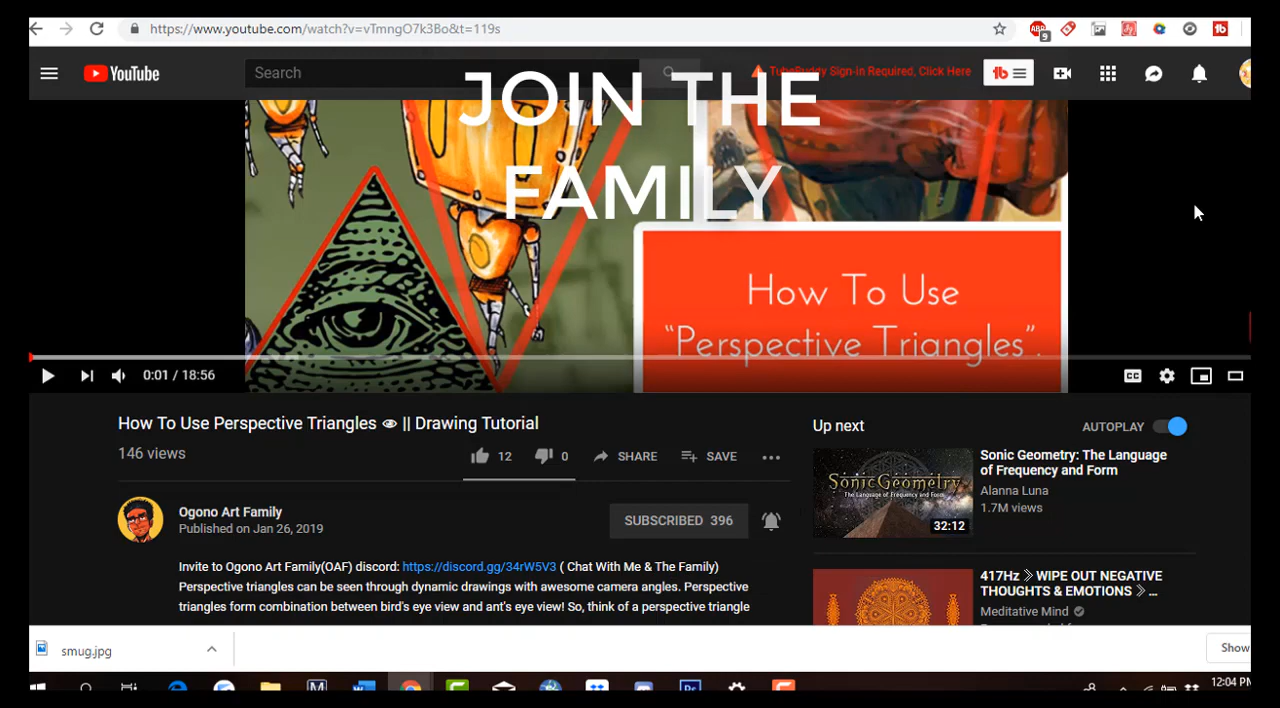 https://www.youtube.com/watch?v=vTmngO7k3Bo&t=119s
9
YouTube
Search
TubeBuddy Sign-in Required, Click Here
tb
JOIN THE
FAMILY
How To Use
“Perspective Triangles”.
0:01 / 18:56
CC
How To Use Perspective Triangles 👁 || Drawing Tutorial
146 views
12
0
SHARE
SAVE
Ogono Art Family
Published on Jan 26, 2019
SUBSCRIBED 396
Invite to Ogono Art Family(OAF) discord: https://discord.gg/34rW5V3 ( Chat With Me & The Family)
Perspective triangles can be seen through dynamic drawings with awesome camera angles. Perspective
triangles form combination between bird's eye view and ant's eye view! So, think of a perspective triangle
Up next
AUTOPLAY
SonicGeometry
The Language of Frequency and Form
32:12
Sonic Geometry: The Language
of Frequency and Form
Alanna Luna
1.7M views
417Hz ⪢ WIPE OUT NEGATIVE
THOUGHTS & EMOTIONS ⪢ ...
Meditative Mind
smug.jpg
Show
12:04 PM